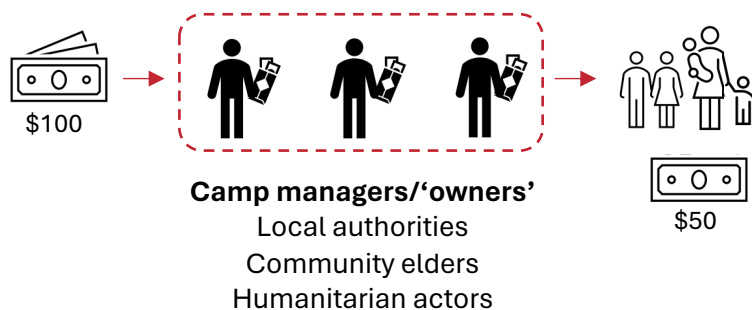 $100
Camp managers/‘owners’
Local authorities
Community elders
Humanitarian actors
$50